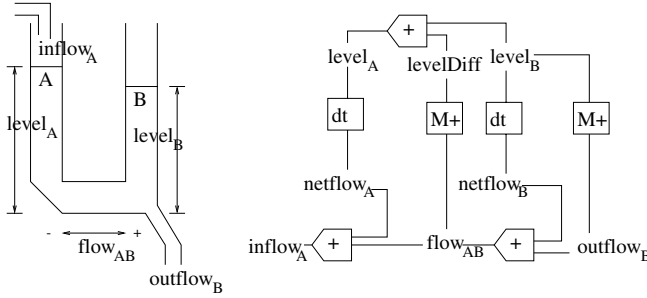 inflow_A
A
B
level_A
level_B
- +
flow_AB
outflow_B
+
level_A levelDiff level_B
dt M+ dt M+
netflow_A netflow_B
inflow_A + flow_AB + outflow_B